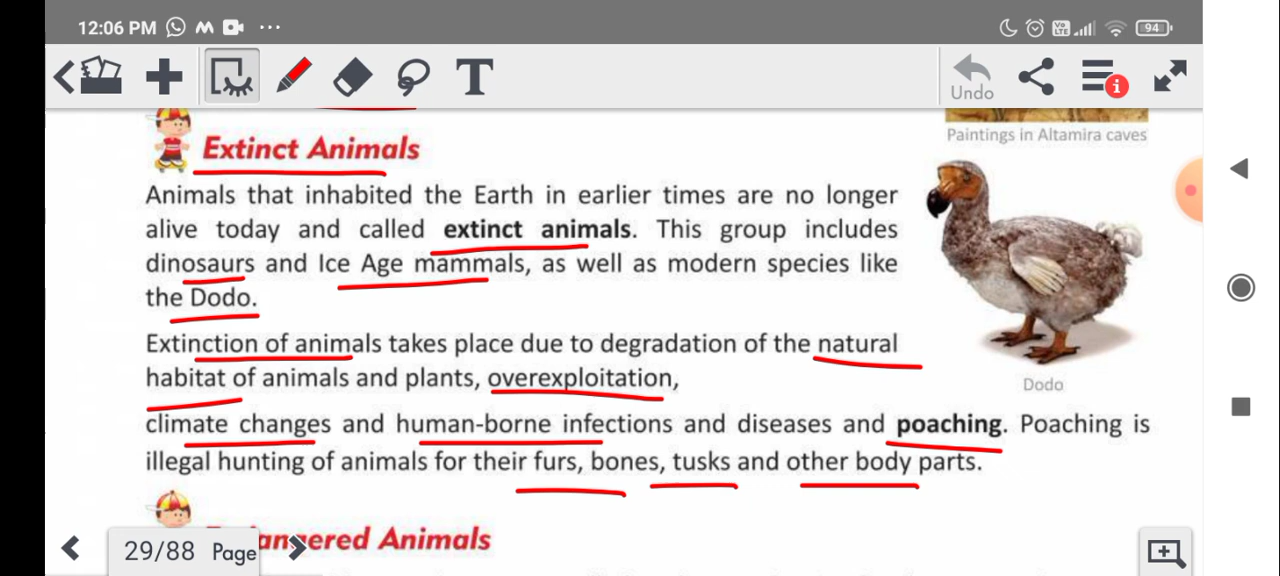 12:06 PM
94
T
Undo
Paintings in Altamira caves
Extinct Animals
Animals that inhabited the Earth in earlier times are no longer
alive today and called extinct animals. This group includes
dinosaurs and Ice Age mammals, as well as modern species like
the Dodo.
Extinction of animals takes place due to degradation of the natural
habitat of animals and plants, overexploitation,
Dodo
climate changes and human-borne infections and diseases and poaching. Poaching is
illegal hunting of animals for their furs, bones, tusks and other body parts.
Animals
29/88 Page